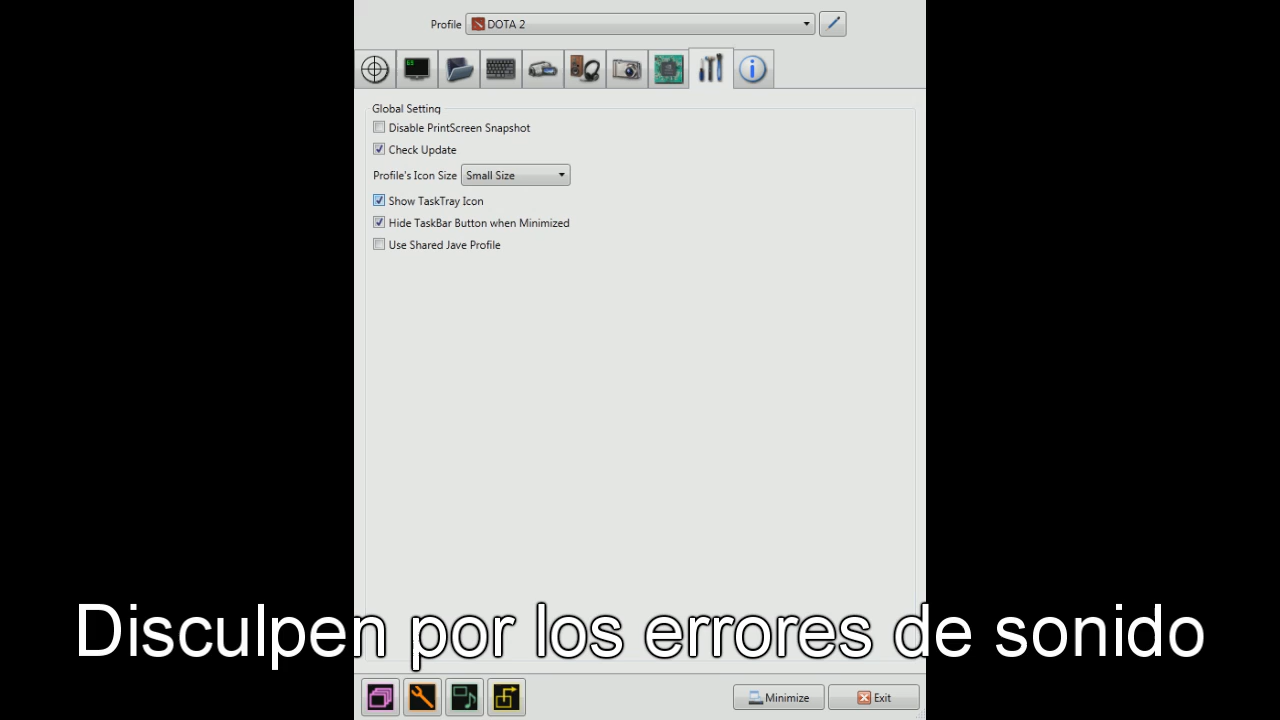 Profile
DOTA 2
Global Setting
Disable PrintScreen Snapshot
Check Update
Profile's Icon Size Small Size
Show TaskTray Icon
Hide TaskBar Button when Minimized
Use Shared Jave Profile
Disculpen por los errores de sonido
Minimize
Exit